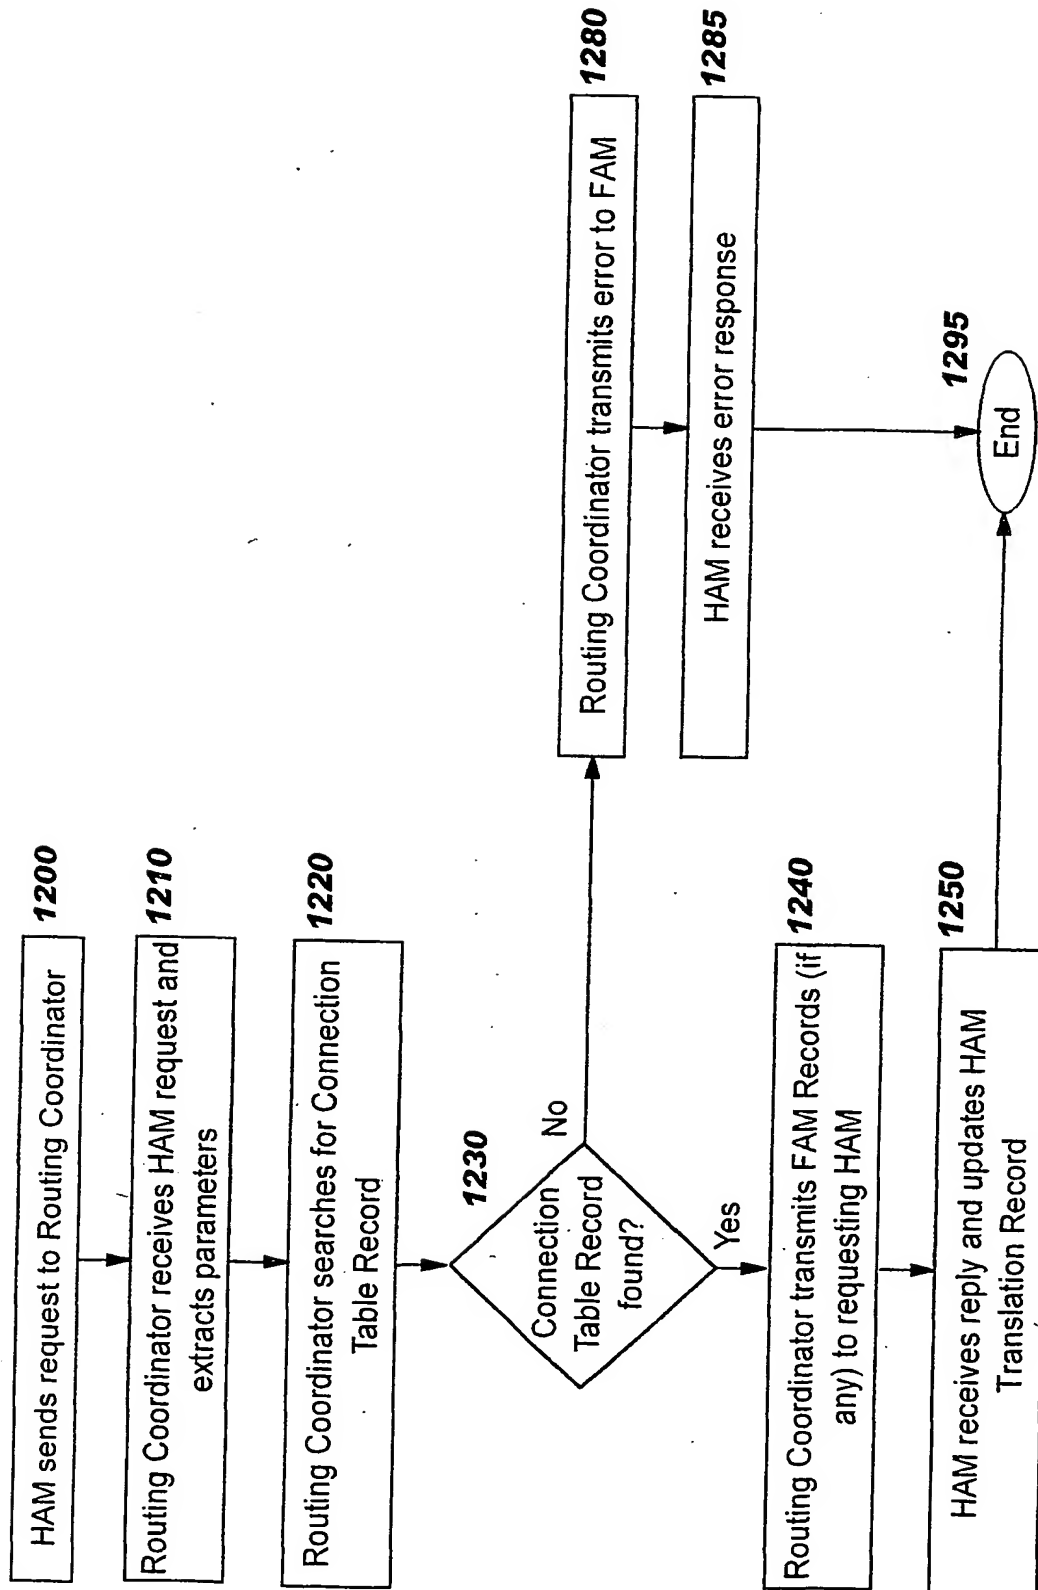 HAM sends request to Routing Coordinator
1200
Routing Coordinator receives HAM request and
extracts parameters
1210
Routing Coordinator searches for Connection
Table Record
1220
Connection
Table Record
found?
1230
No
Yes
Routing Coordinator transmits FAM Records (if
any) to requesting HAM
1240
HAM receives reply and updates HAM
Translation Record
1250
Routing Coordinator transmits error to FAM
1280
HAM receives error response
1285
End
1295